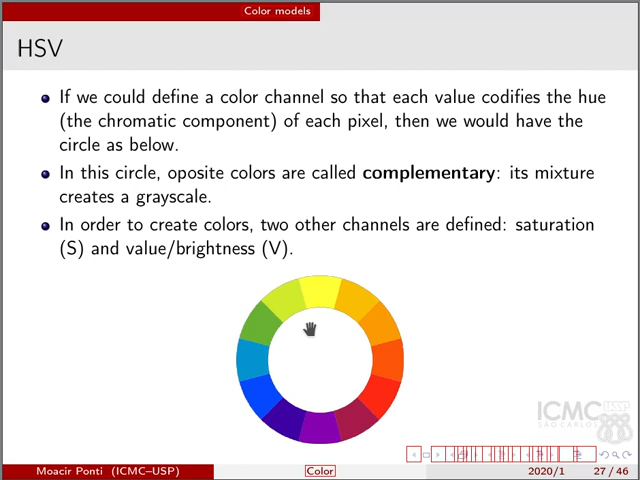 Color models
HSV
If we could define a color channel so that each value codifies the hue
(the chromatic component) of each pixel, then we would have the
circle as below.
In this circle, oposite colors are called complementary: its mixture
creates a grayscale.
In order to create colors, two other channels are defined: saturation
(S) and value/brightness (V).
ICMC USP
SÃO CARLOS
Moacir Ponti (ICMC–USP) Color 2020/1 27 / 46